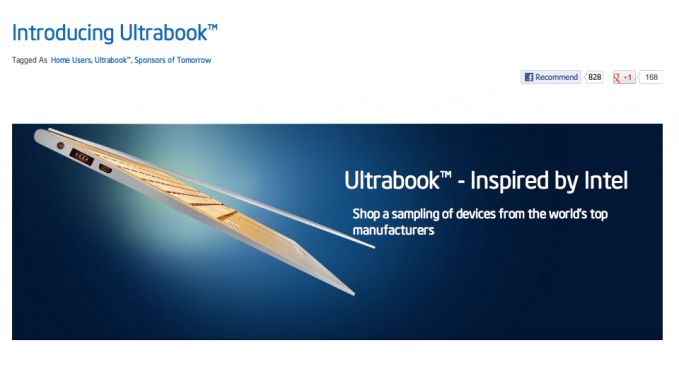 Introducing Ultrabook™
Tagged As Home Users, Ultrabook™, Sponsors of Tomorrow
Recommend 828 +1 168
Ultrabook™ - Inspired by Intel
Shop a sampling of devices from the world's top
manufacturers